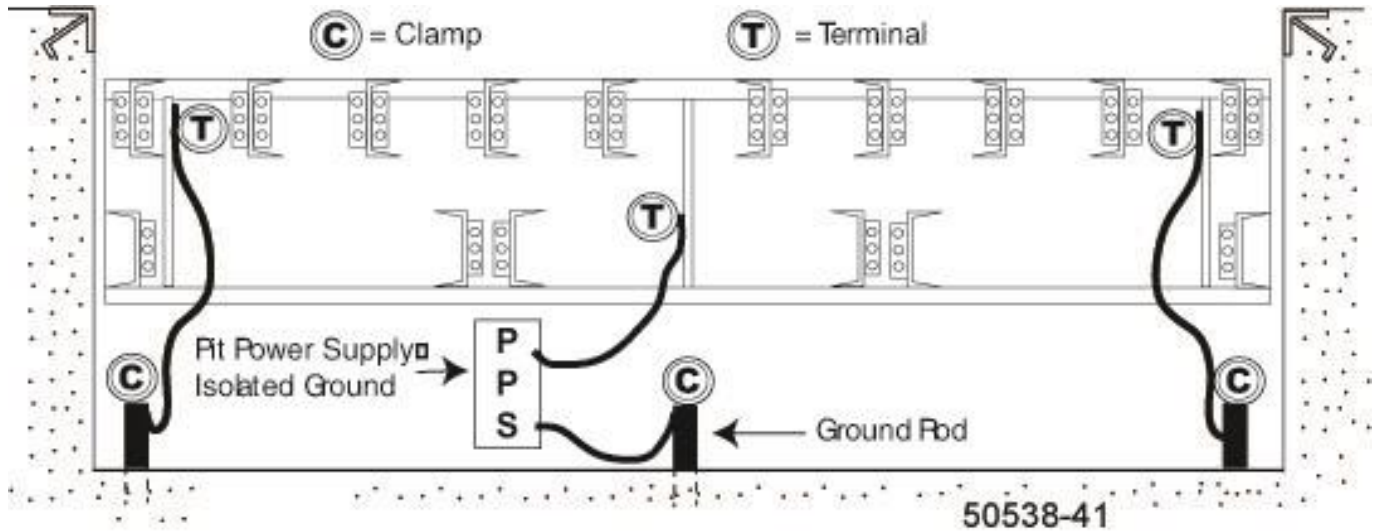 C = Clamp
T = Terminal
T
T
T
Pit Power Supply
Isolated Ground
P
P
S
C
C
C
Ground Rod
50538-41